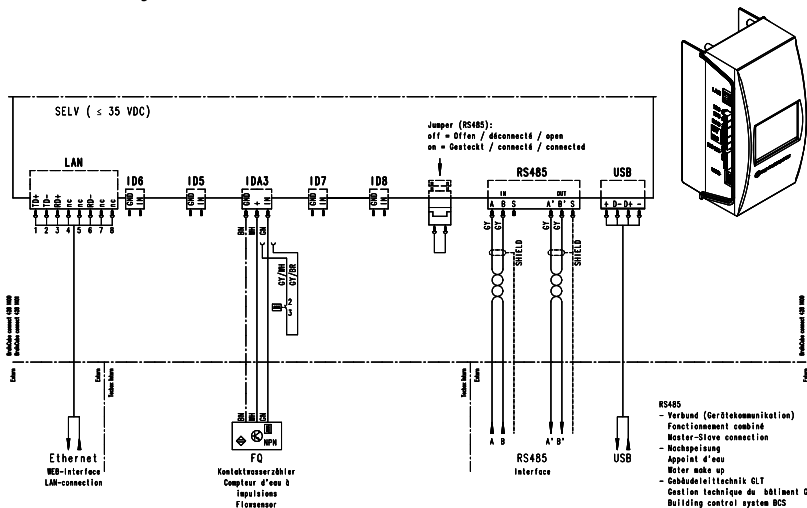 SELV ( ≤ 35 VDC)
Jumper (RS485):
off = Offen / déconnecté / open
on = Gesteckt / connecté / connected
LAN
ID6
ID5
IDA3
ID7
ID8
RS485
USB
IN
OUT
TD+
TD-
RD+
nc
nc
RD-
nc
nc
GND
IN
GND
IN
GND
+
IN
GND
IN
GND
IN
A
B
S
A'
B'
S
+
D-
D+
-
1
2
3
4
5
6
7
8
BN
WH
GN
GY/WH
GY/BR
2
3
GY
GY
SHIELD
GY
GY
SHIELD
Extern
Extern
Extern
BN
WH
GN
NPN
A
B
A'
B'
Ethernet
WEB-Interface
LAN-connection
FQ
Kontaktwasserzähler
Compteur d'eau à
impulsions
Flowsensor
RS485
Interface
USB
RS485
- Verbund (Gerätekommunikation)
Fonctionnement combiné
Master-Slave connection
- Nachspeisung
Appoint d'eau
Water make up
- Gebäudeleittechnik GLT
Gestion technique du bâtiment G
Building control system BCS